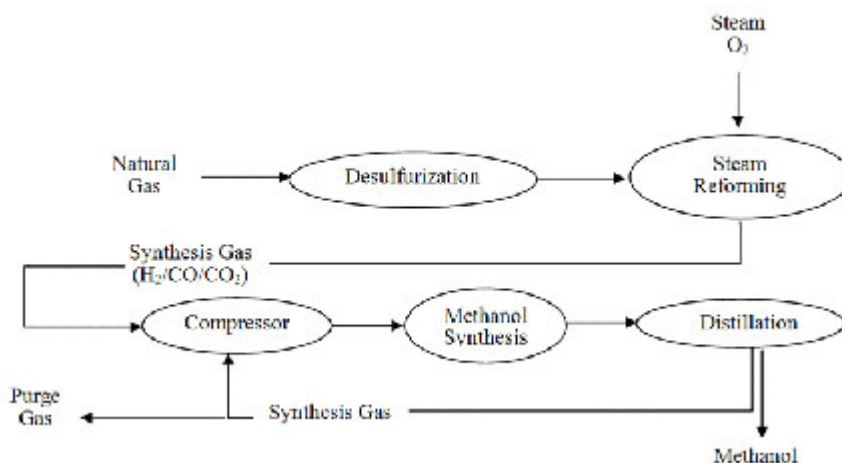 Steam
O₂
Natural
Gas
Desulfurization
Steam
Reforming
Synthesis Gas
(H₂/CO/CO₂)
Compressor
Methanol
Synthesis
Distillation
Purge
Gas
Synthesis Gas
Methanol